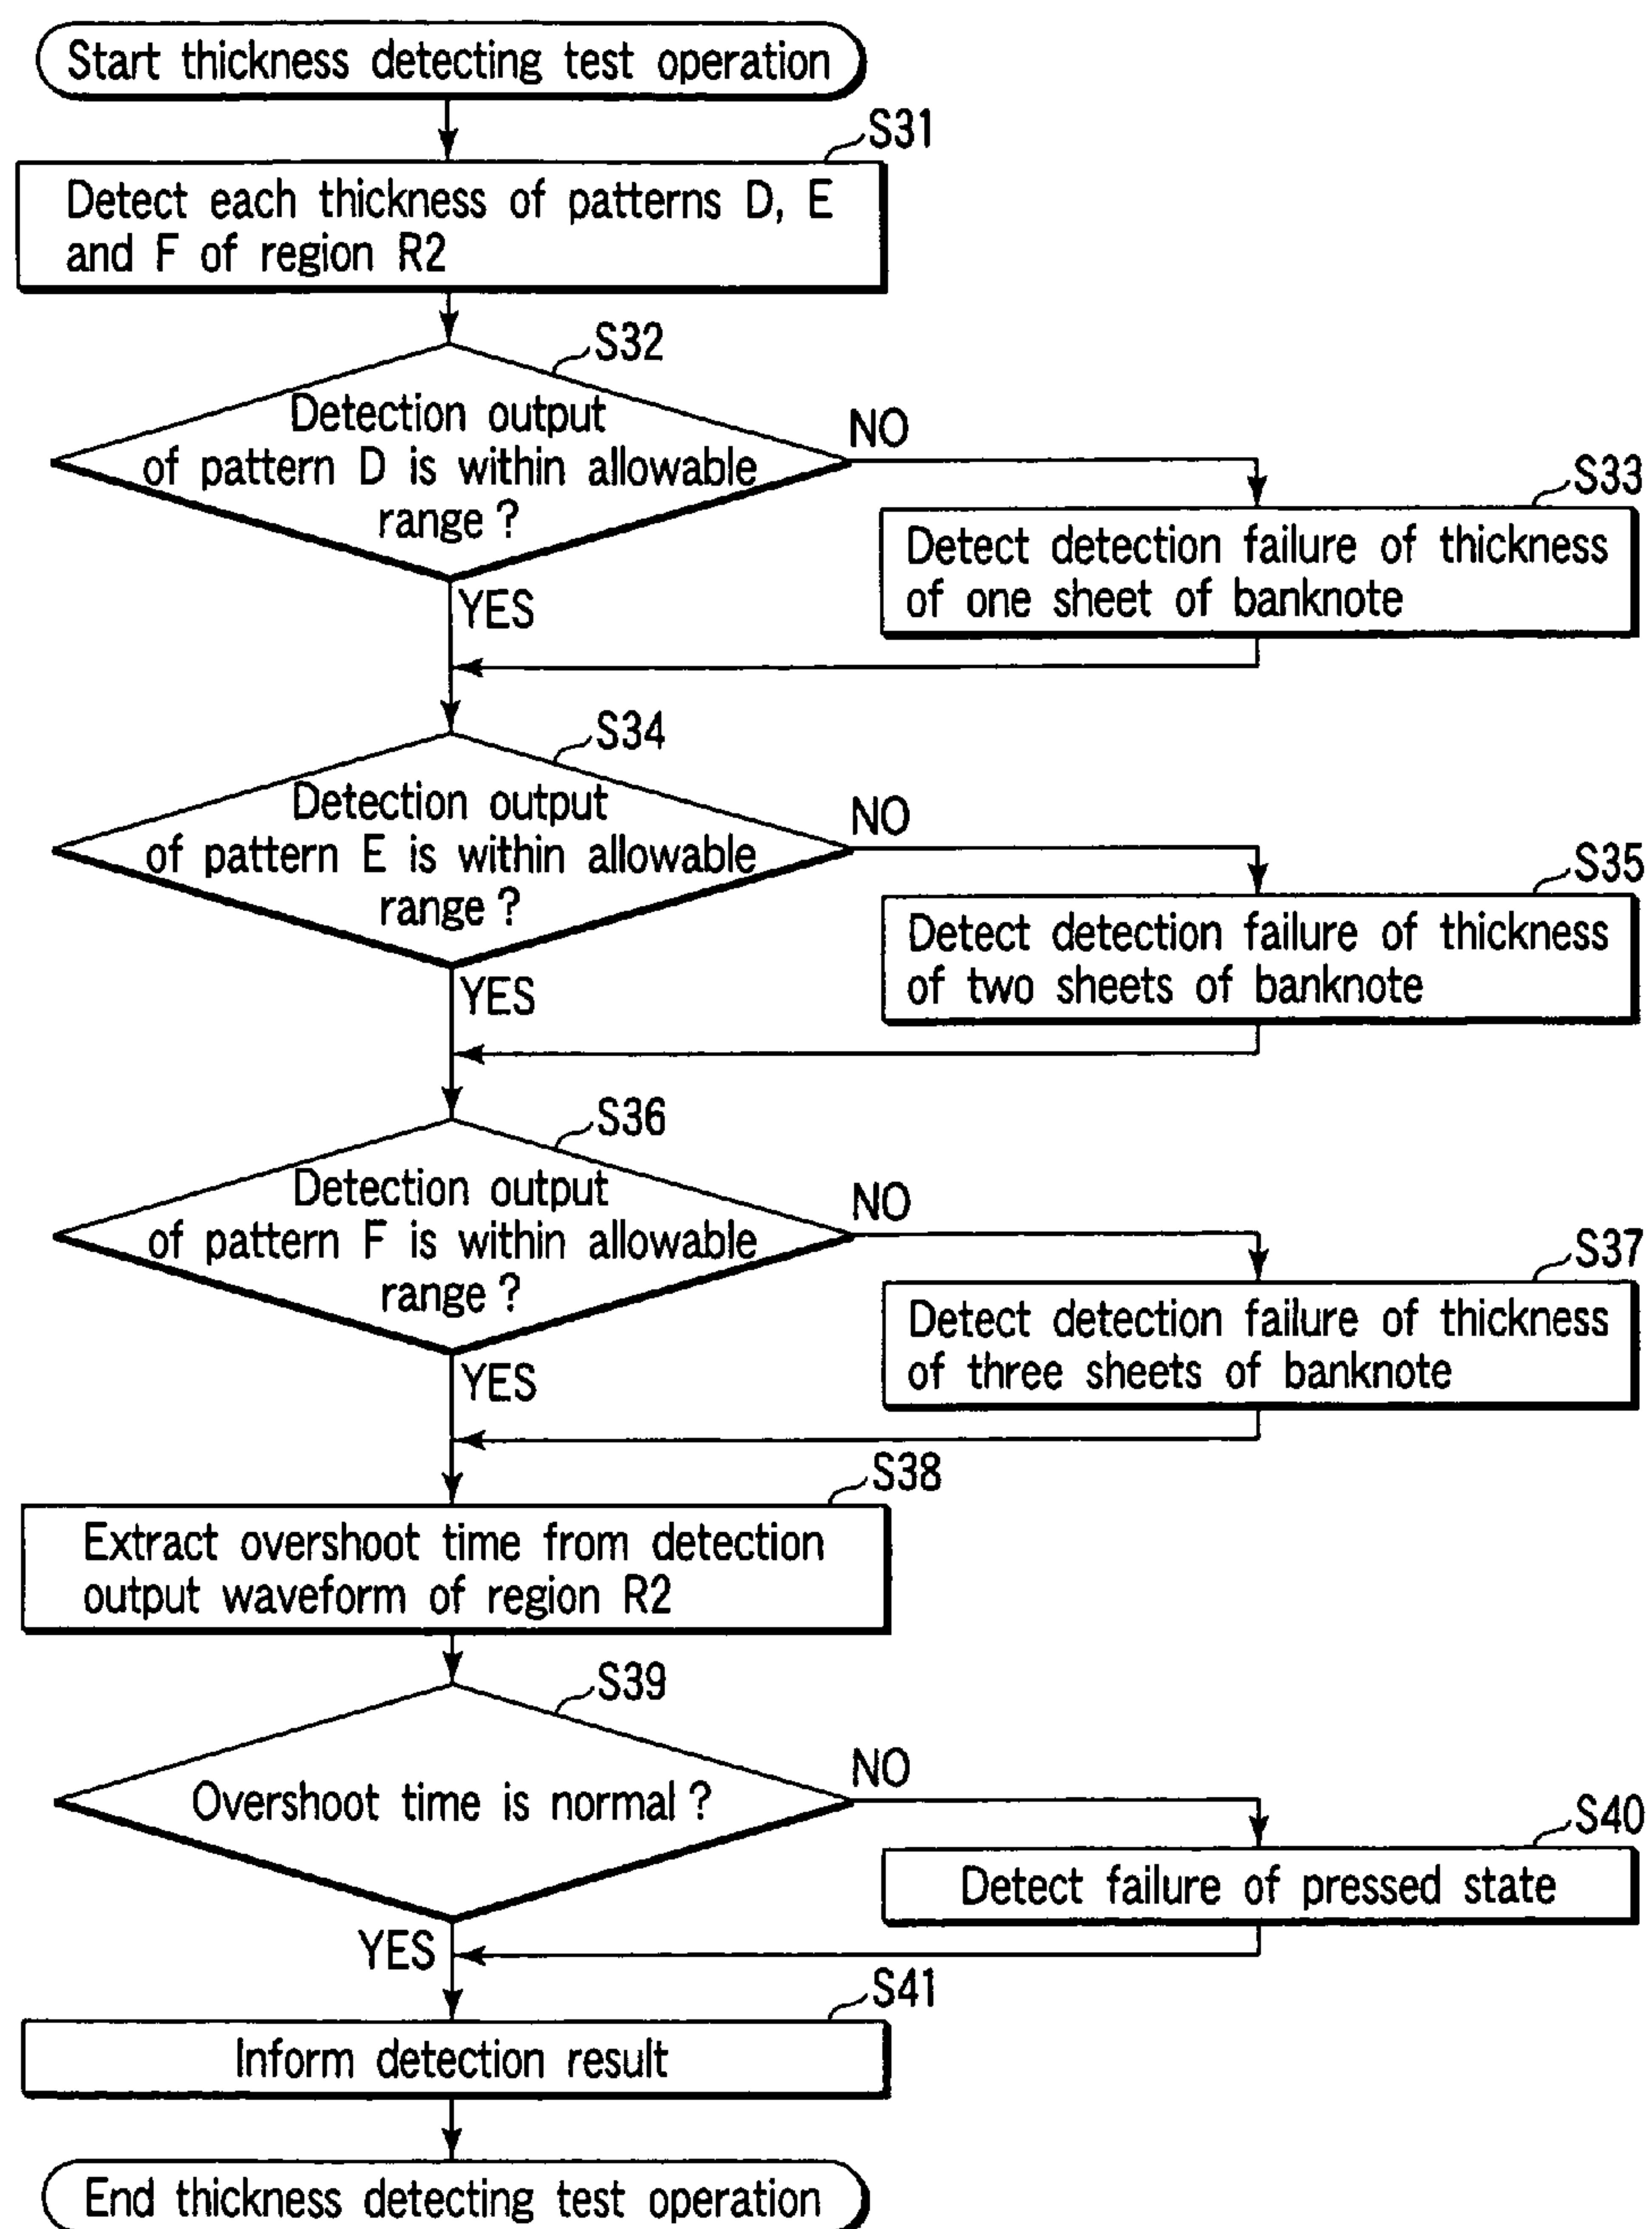 Start thickness detecting test operation
S31
Detect each thickness of patterns D, E
and F of region R2
S32
Detection output
of pattern D is within allowable
range?
NO
YES
S33
Detect detection failure of thickness
of one sheet of banknote
S34
Detection output
of pattern E is within allowable
range?
NO
YES
S35
Detect detection failure of thickness
of two sheets of banknote
S36
Detection output
of pattern F is within allowable
range?
NO
YES
S37
Detect detection failure of thickness
of three sheets of banknote
S38
Extract overshoot time from detection
output waveform of region R2
S39
Overshoot time is normal?
NO
YES
S40
Detect failure of pressed state
S41
Inform detection result
End thickness detecting test operation